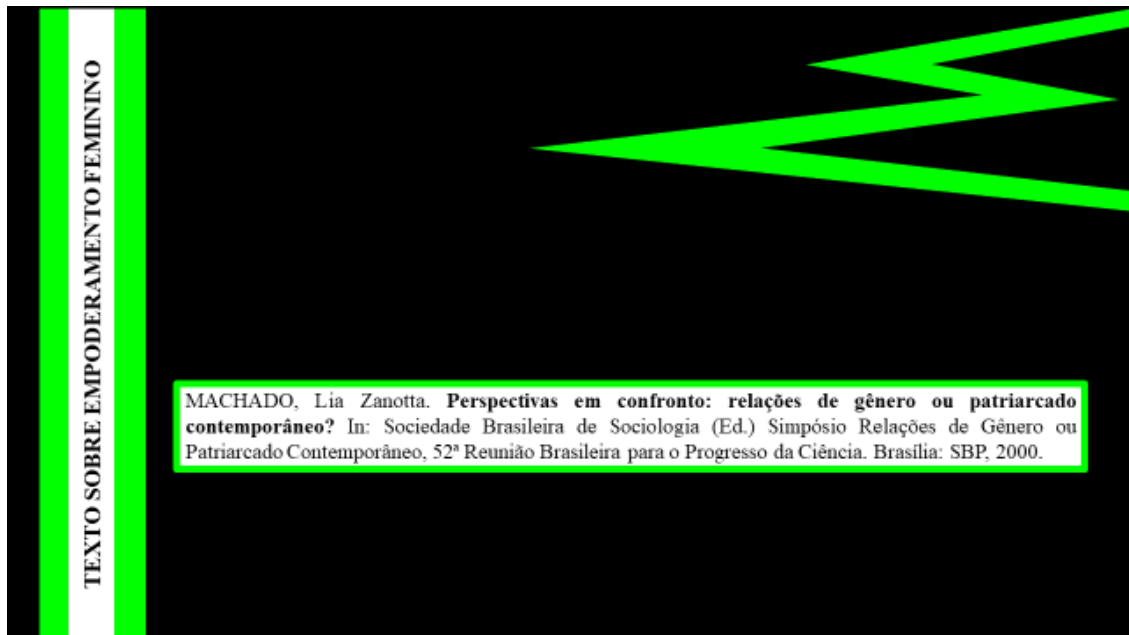 TEXTO SOBRE EMPODERAMENTO FEMININO
MACHADO, Lia Zanotta. Perspectivas em confronto: relações de gênero ou patriarcado
contemporâneo? In: Sociedade Brasileira de Sociologia (Ed.) Simpósio Relações de Gênero ou
Patriarcado Contemporâneo, 52ª Reunião Brasileira para o Progresso da Ciência. Brasília: SBP, 2000.